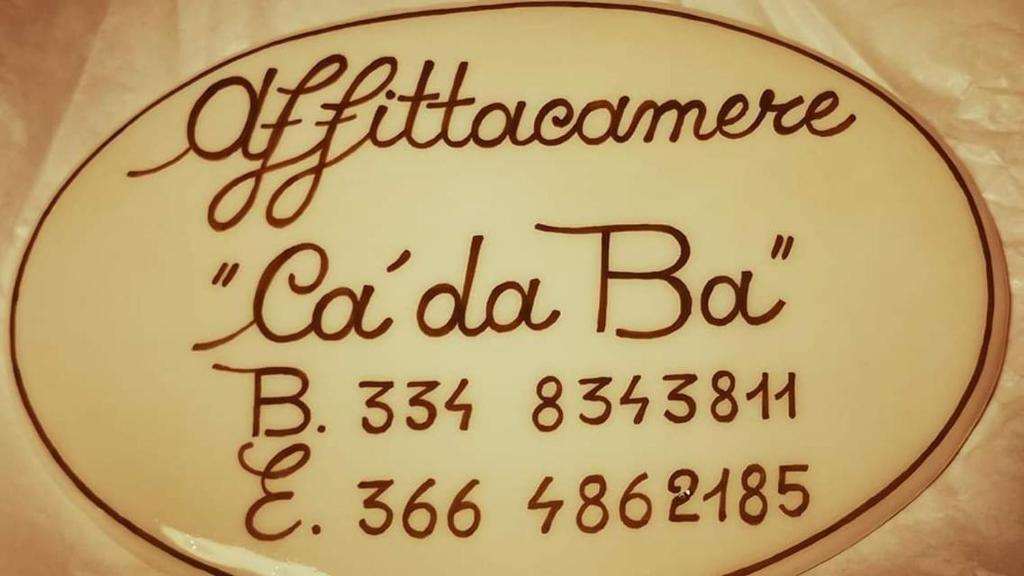 Affittacamere
"Ca' da Ba"
B. 334 8343811
E. 366 4862185